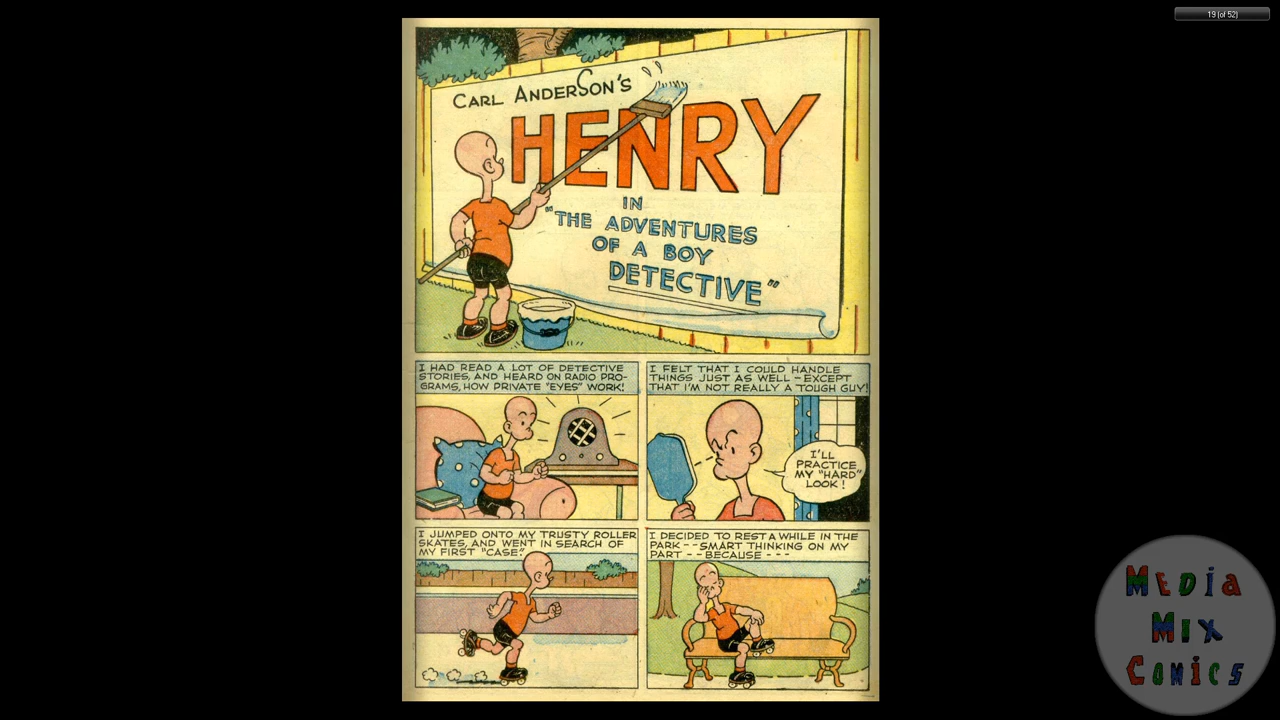 19 (of 52)
CARL ANDERSON'S
HENRY
IN
"THE ADVENTURES
OF A BOY
DETECTIVE"
I HAD READ A LOT OF DETECTIVE
STORIES, AND HEARD ON RADIO PRO-
GRAMS, HOW PRIVATE "EYES" WORK!
I FELT THAT I COULD HANDLE
THINGS JUST AS WELL - EXCEPT
THAT I'M NOT REALLY A TOUGH GUY!
I'LL
PRACTICE
MY "HARD"
LOOK!
I JUMPED ONTO MY TRUSTY ROLLER
SKATES, AND WENT IN SEARCH OF
MY FIRST "CASE."
I DECIDED TO REST A WHILE IN THE
PARK -- SMART THINKING ON MY
PART -- BECAUSE ---
MEDIA
MIX
COMICS